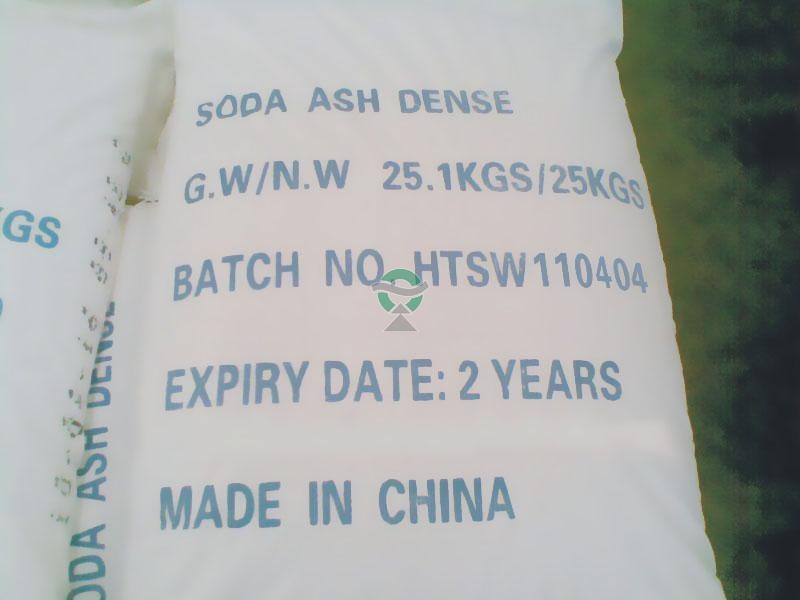 SODA ASH DENSE
G.W/N.W 25.1KGS/25KGS
BATCH NO. HTSW110404
EXPIRY DATE: 2 YEARS
MADE IN CHINA
KGS
SODA ASH DENSE